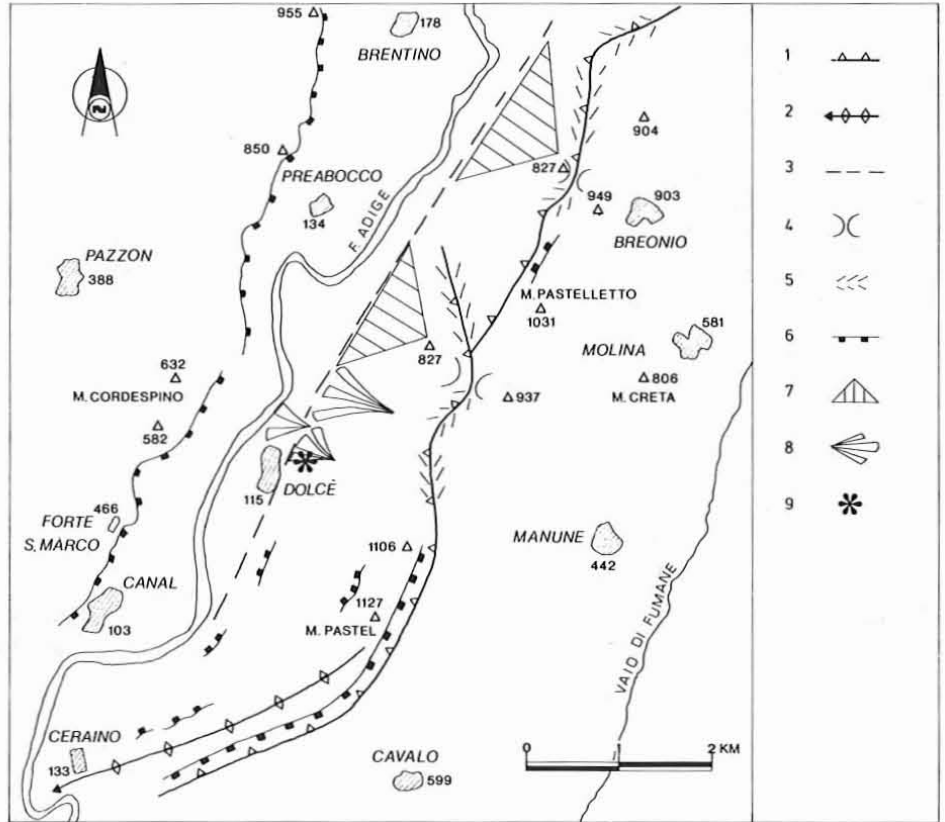 955
178
BRENTINO
904
850
827
PREABOCCO
134
F. ADIGE
949
903
BREONIO
PAZZON
388
M. PASTELLETTO
1031
581
MOLINA
827
632
M. CORDESPINO
937
806
M. CRETA
582
115
DOLCÈ
466
FORTE
S. MARCO
MANUNE
442
1106
CANAL
103
1127
M. PASTEL
VAIO DI FUMANE
CERAINO
133
CAVALO
599
0 1 2 KM
1
2
3
4
5
6
7
8
9